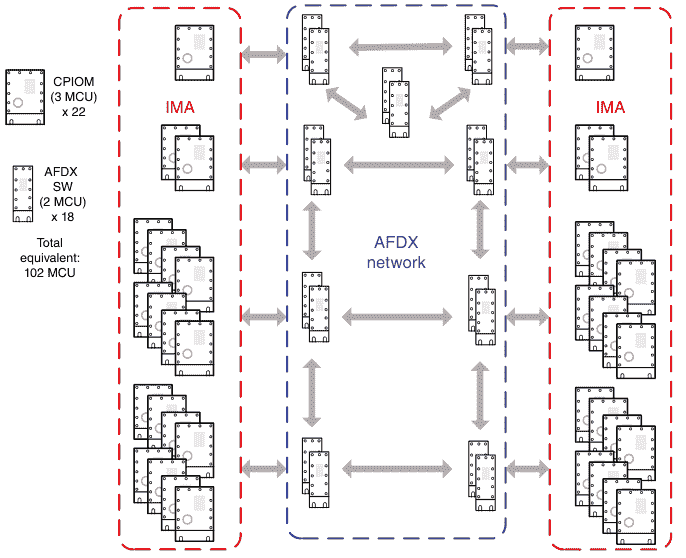 CPIOM
(3 MCU)
x 22
AFDX
SW
(2 MCU)
x 18
Total
equivalent:
102 MCU
IMA
AFDX
network
IMA